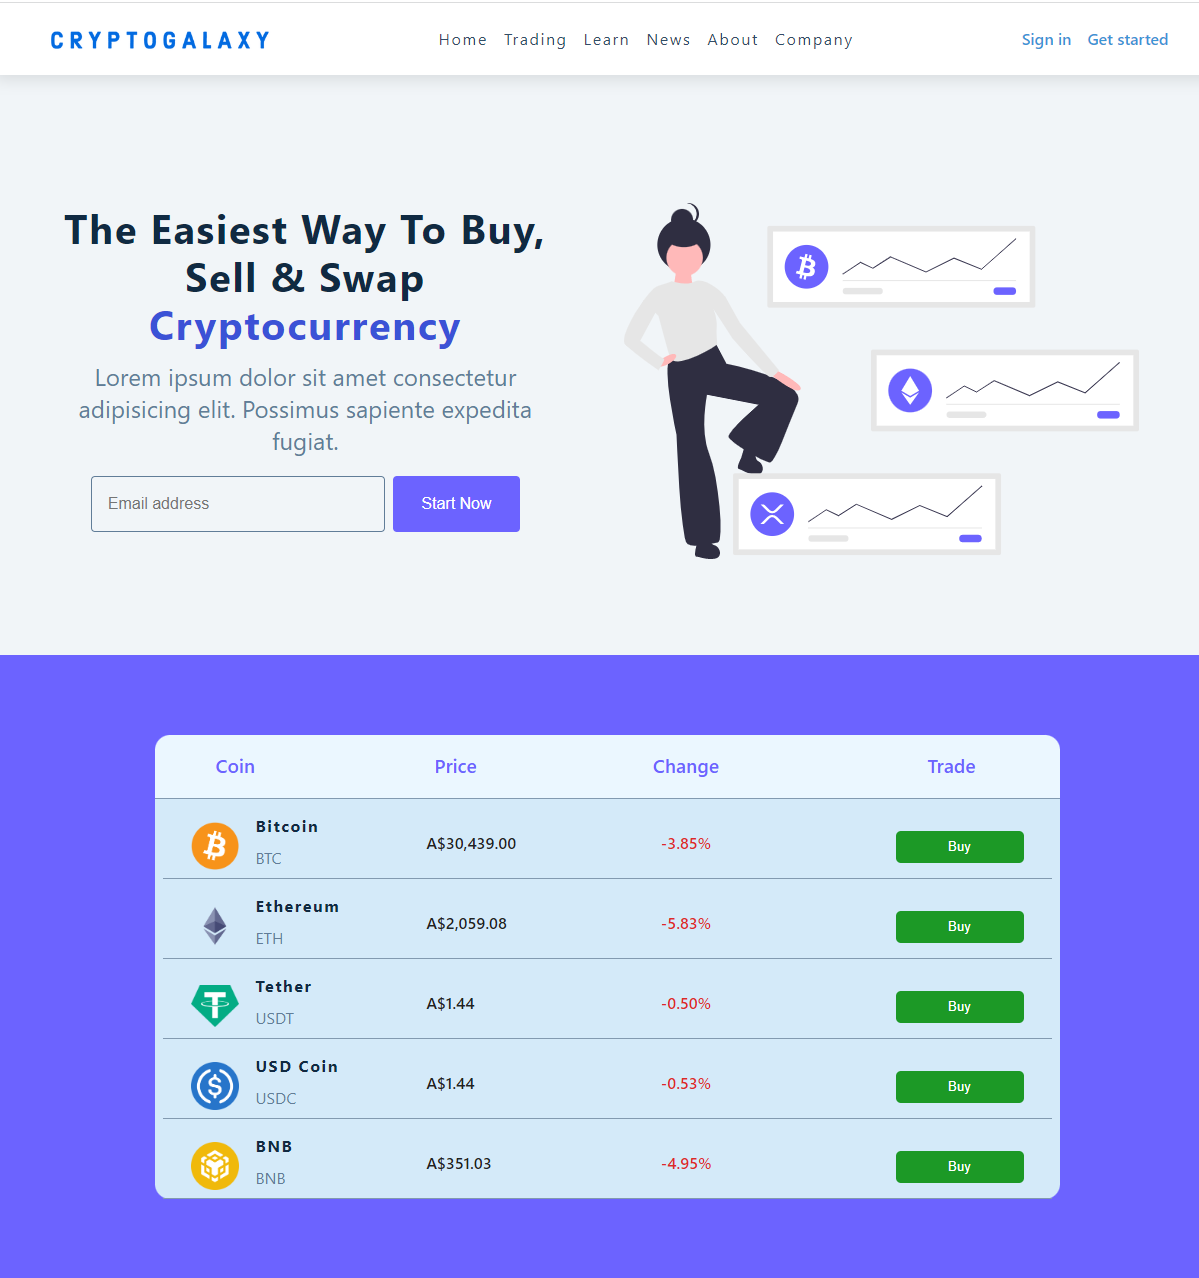 CRYPTOGALAXY
Home Trading Learn News About Company
Sign in Get started
The Easiest Way To Buy,
Sell & Swap
Cryptocurrency
Lorem ipsum dolor sit amet consectetur
adipisicing elit. Possimus sapiente expedita
fugiat.
Email address
Start Now
Coin Price Change Trade
Bitcoin
BTC
A$30,439.00
-3.85%
Buy
Ethereum
ETH
A$2,059.08
-5.83%
Buy
Tether
USDT
A$1.44
-0.50%
Buy
USD Coin
USDC
A$1.44
-0.53%
Buy
BNB
BNB
A$351.03
-4.95%
Buy